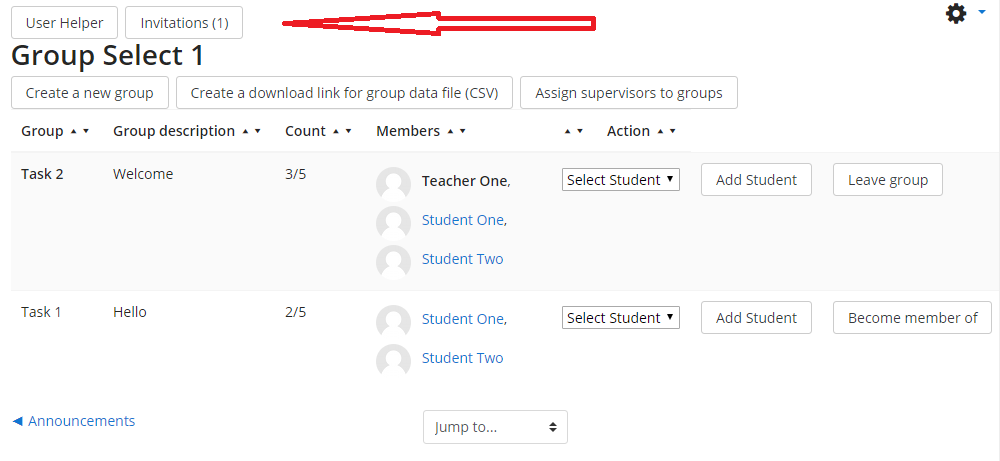 User Helper Invitations (1)
Group Select 1
Create a new group Create a download link for group data file (CSV) Assign supervisors to groups
Group Group description Count Members Action
Task 2 Welcome 3/5 Teacher One, Select Student Add Student Leave group
Student One,
Student Two
Task 1 Hello 2/5 Student One, Select Student Add Student Become member of
Student Two
◄ Announcements Jump to...